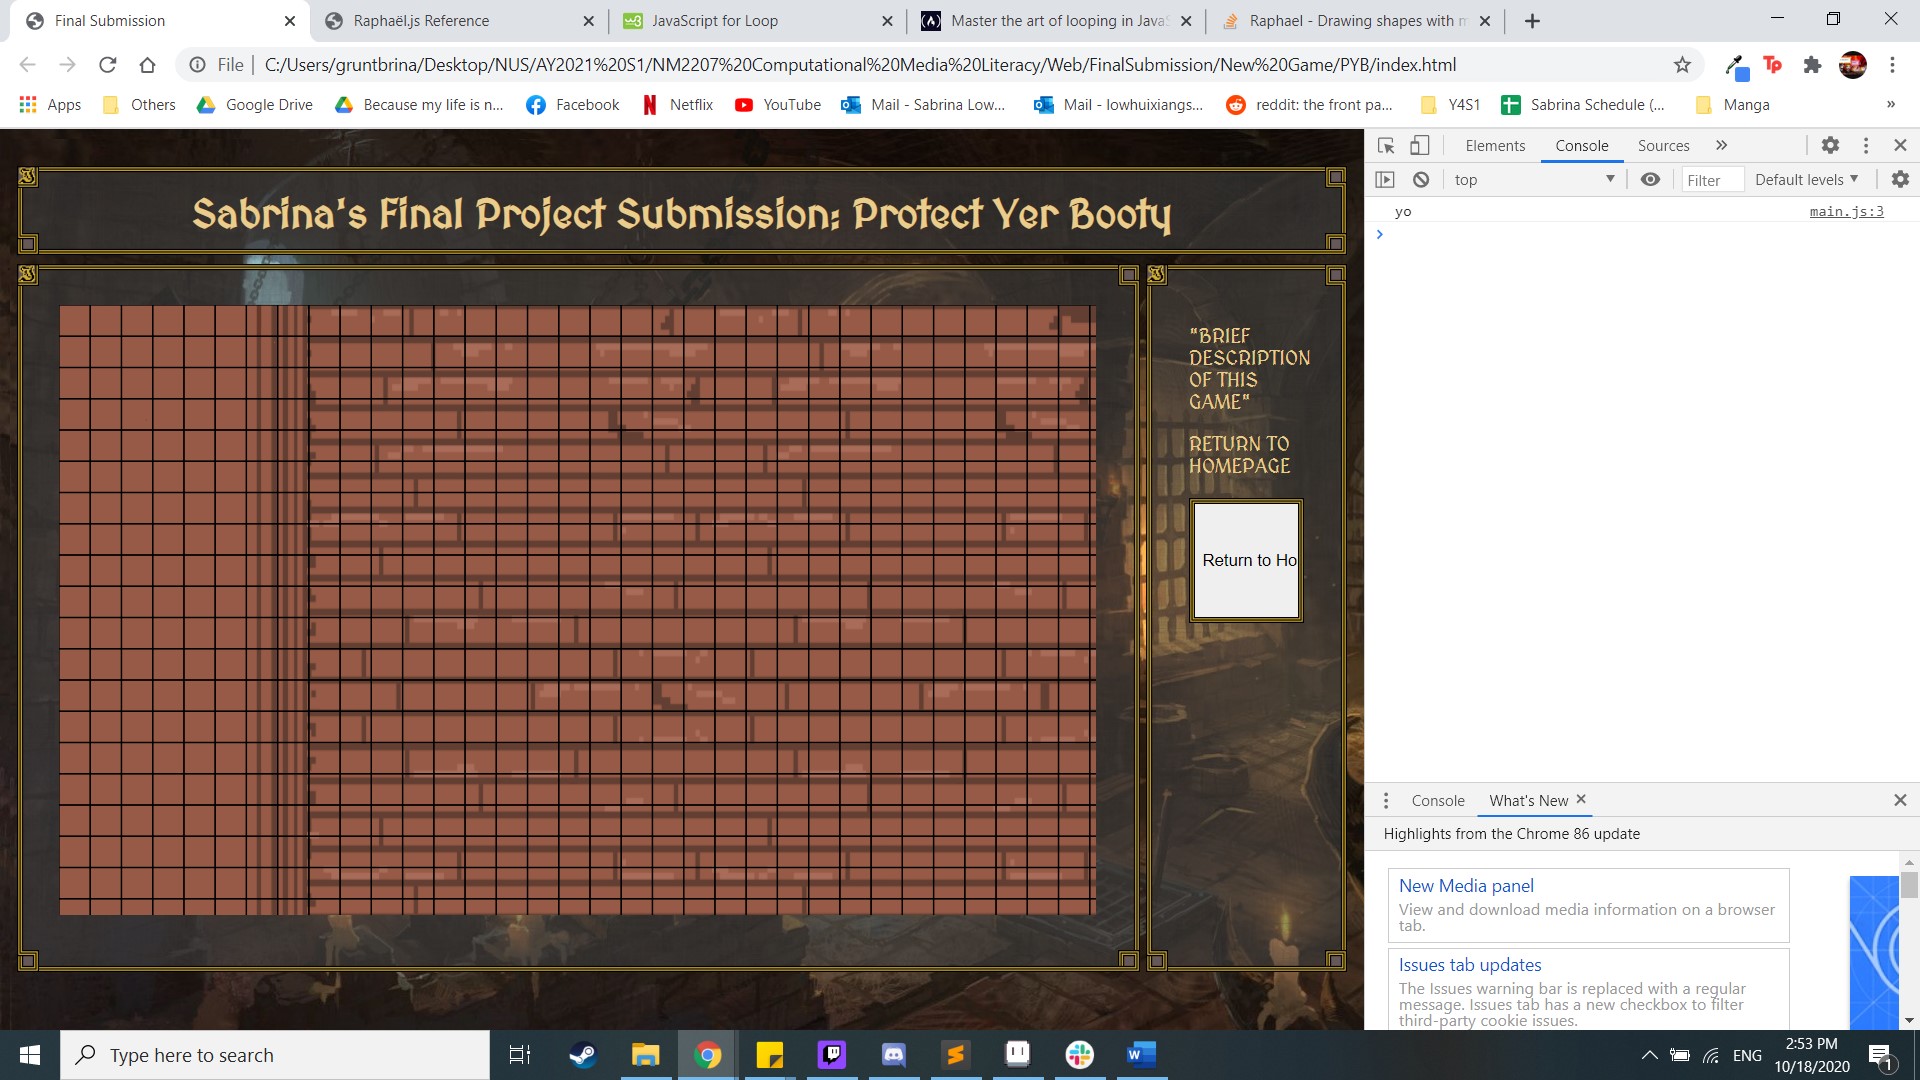 Final Submission
Raphaël.js Reference
JavaScript for Loop
Master the art of looping in Java
Raphael - Drawing shapes with
File
C:/Users/gruntbrina/Desktop/NUS/AY2021%20S1/NM2207%20Computational%20Media%20Literacy/Web/FinalSubmission/New%20Game/PYB/index.html
Apps
Others
Google Drive
Because my life is n...
Facebook
Netflix
YouTube
Mail - Sabrina Low...
Mail - lowhuixiangs...
reddit: the front pa...
Y4S1
Sabrina Schedule (...
Manga
»
Sabrina's Final Project Submission: Protect Yer Booty
"BRIEF
DESCRIPTION
OF THIS
GAME"
RETURN TO
HOMEPAGE
Return to Ho
Elements
Console
Sources
»
top
Filter
Default levels
yo
main.js:3
Console
What's New
Highlights from the Chrome 86 update
New Media panel
View and download media information on a browser
tab.
Issues tab updates
The Issues warning bar is replaced with a regular
message. Issues tab has a new checkbox to filter
third-party cookie issues.
Type here to search
ENG
2:53 PM
10/18/2020
1